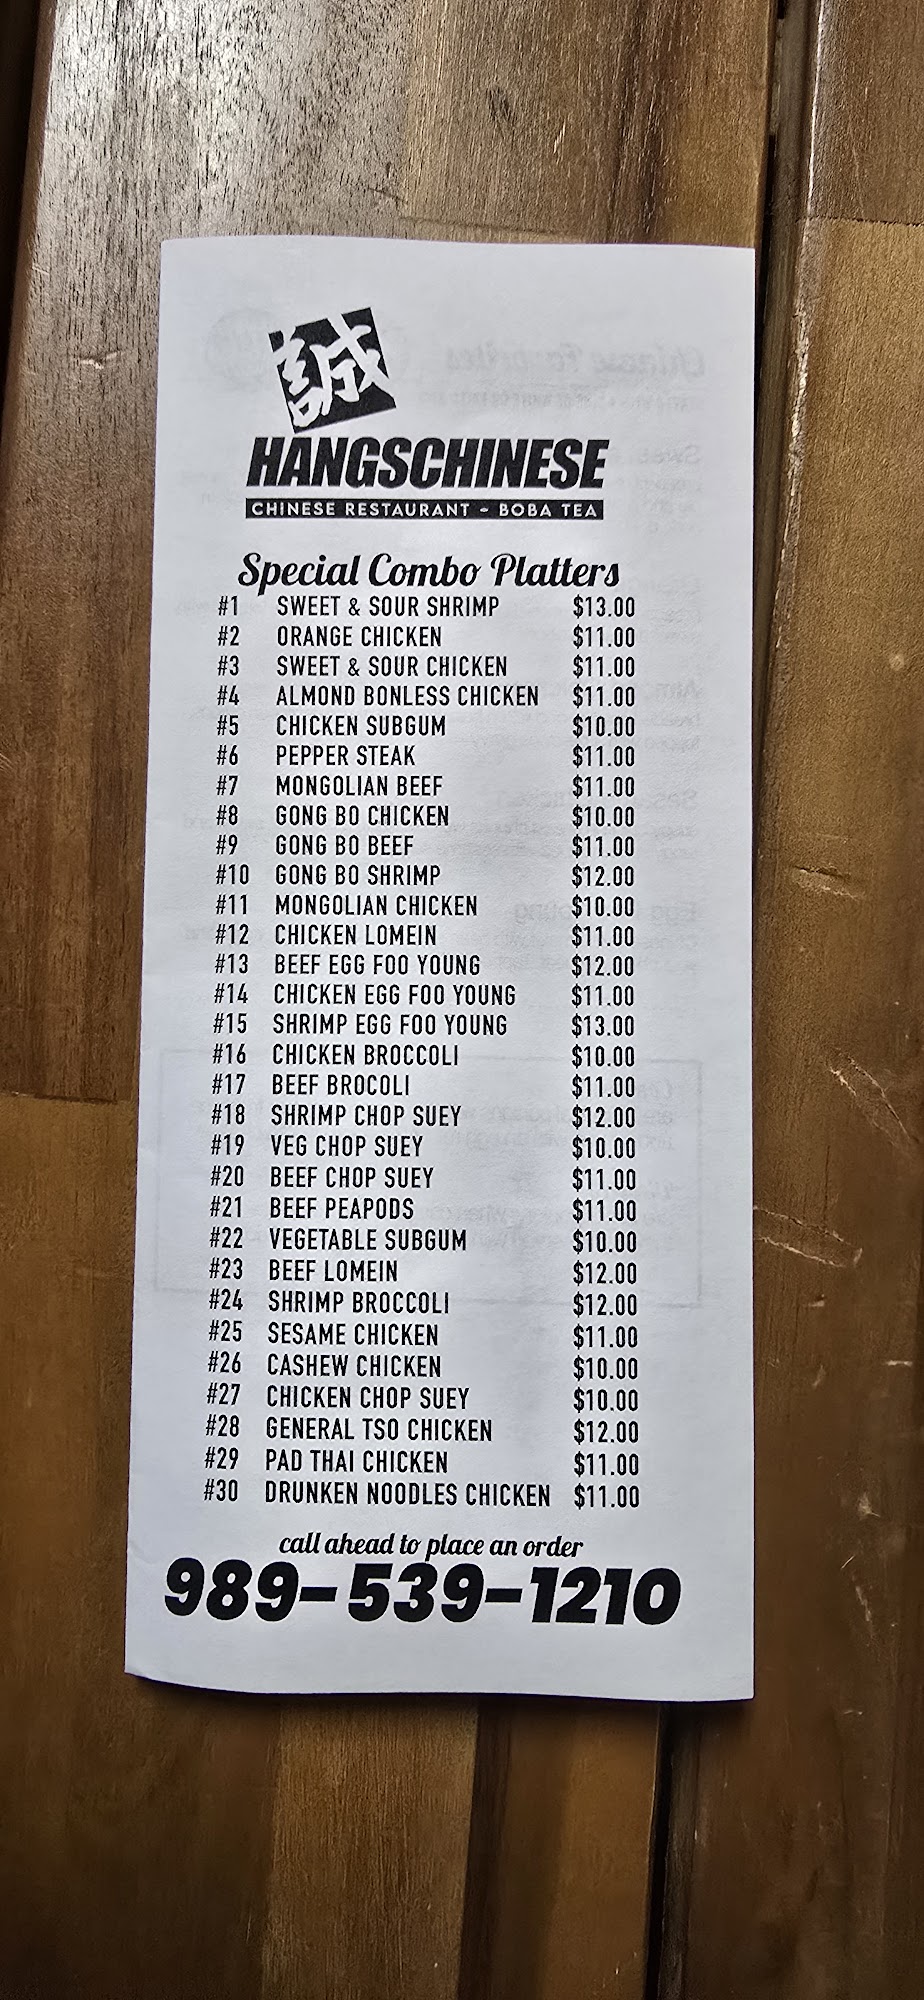 誠
HANGSCHINESE
CHINESE RESTAURANT ~ BOBA TEA
Special Combo Platters
#1 SWEET & SOUR SHRIMP $13.00
#2 ORANGE CHICKEN $11.00
#3 SWEET & SOUR CHICKEN $11.00
#4 ALMOND BONLESS CHICKEN $11.00
#5 CHICKEN SUBGUM $10.00
#6 PEPPER STEAK $11.00
#7 MONGOLIAN BEEF $11.00
#8 GONG BO CHICKEN $10.00
#9 GONG BO BEEF $11.00
#10 GONG BO SHRIMP $12.00
#11 MONGOLIAN CHICKEN $10.00
#12 CHICKEN LOMEIN $11.00
#13 BEEF EGG FOO YOUNG $12.00
#14 CHICKEN EGG FOO YOUNG $11.00
#15 SHRIMP EGG FOO YOUNG $13.00
#16 CHICKEN BROCCOLI $10.00
#17 BEEF BROCOLI $11.00
#18 SHRIMP CHOP SUEY $12.00
#19 VEG CHOP SUEY $10.00
#20 BEEF CHOP SUEY $11.00
#21 BEEF PEAPODS $11.00
#22 VEGETABLE SUBGUM $10.00
#23 BEEF LOMEIN $12.00
#24 SHRIMP BROCCOLI $12.00
#25 SESAME CHICKEN $11.00
#26 CASHEW CHICKEN $10.00
#27 CHICKEN CHOP SUEY $10.00
#28 GENERAL TSO CHICKEN $12.00
#29 PAD THAI CHICKEN $11.00
#30 DRUNKEN NOODLES CHICKEN $11.00
call ahead to place an order
989-539-1210